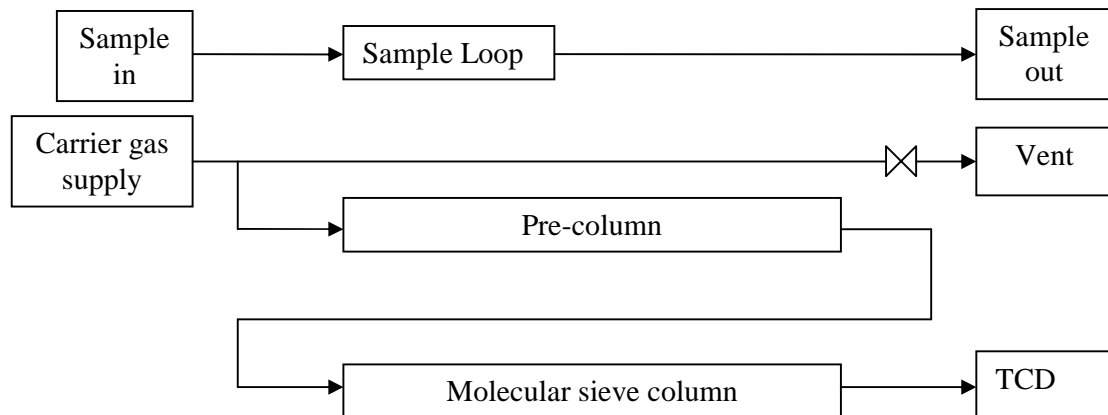 Sample
in
Sample Loop
Sample
out
Carrier gas
supply
Vent
Pre-column
Molecular sieve column
TCD